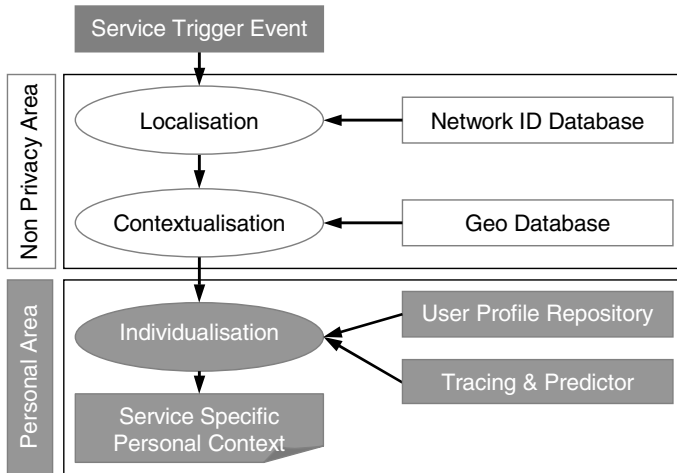 Service Trigger Event
Non Privacy Area
Localisation
Network ID Database
Contextualisation
Geo Database
Personal Area
Individualisation
User Profile Repository
Tracing & Predictor
Service Specific
Personal Context